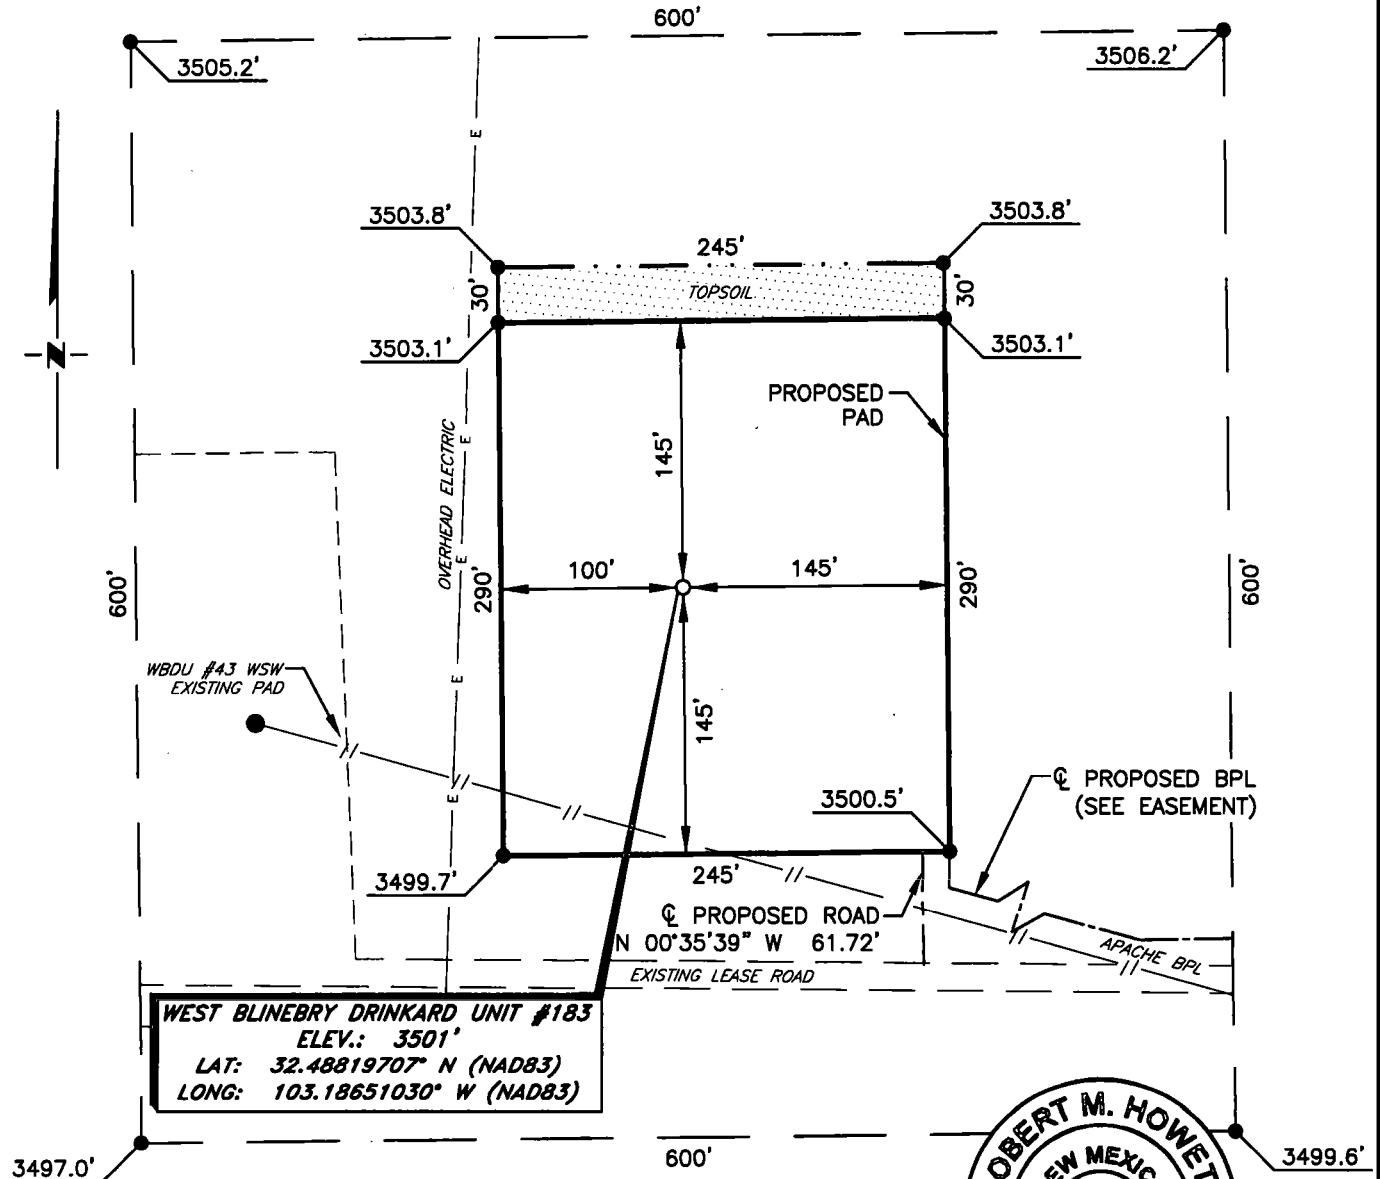 600'
3505.2'
3506.2'
E
3503.8'
3503.8'
245'
30'
TOPSOIL
30'
3503.1'
3503.1'
N
PROPOSED
PAD
OVERHEAD ELECTRIC
E
145'
E
600'
290'
100'
145'
290'
600'
WBDU #43 WSW
EXISTING PAD
E
145'
E
℄ PROPOSED BPL
(SEE EASEMENT)
3500.5'
3499.7'
245'
℄ PROPOSED ROAD
N 00°35'39" W 61.72'
APACHE BPL
EXISTING LEASE ROAD
WEST BLINEBRY DRINKARD UNIT #183
ELEV.: 3501'
LAT: 32.48819707° N (NAD83)
LONG: 103.18651030° W (NAD83)
3497.0'
600'
3499.6'
OBERT M. HOWET
EW MEXIC